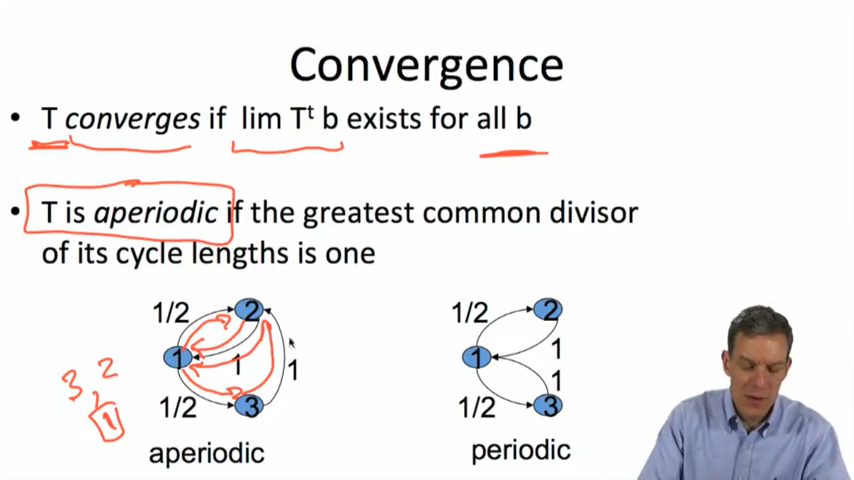 Convergence
• T converges if lim Tᵗ b exists for all b
• T is aperiodic if the greatest common divisor
of its cycle lengths is one
1/2
2
1
1
1
1/2
3
aperiodic
3, 2
1
1/2
2
1
1
1
1/2
3
periodic